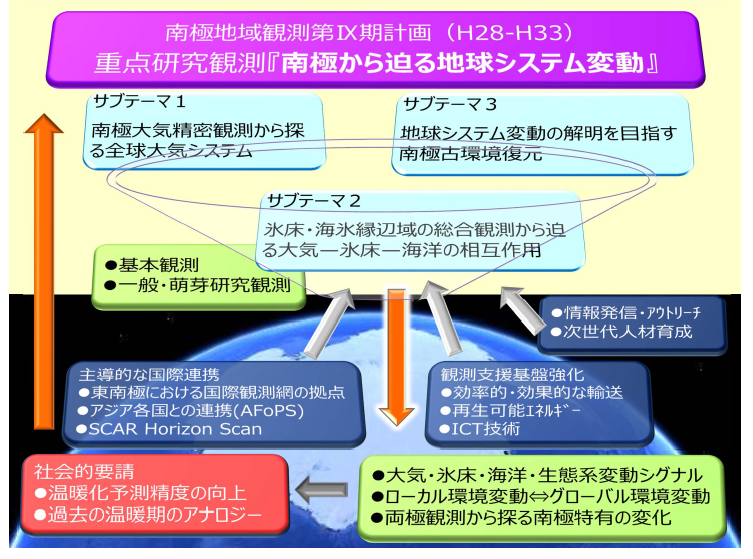 南極地域観測第Ⅸ期計画（H28-H33）
重点研究観測『南極から迫る地球システム変動』
サブテーマ１
南極大気精密観測から探
る全球大気システム
サブテーマ３
地球システム変動の解明を目指す
南極古環境復元
サブテーマ２
氷床・海氷縁辺域の総合観測から迫
る大気－氷床－海洋の相互作用
●基本観測
●一般・萌芽研究観測
●情報発信・ｱｳﾄﾘｰﾁ
●次世代人材育成
主導的な国際連携
●東南極における国際観測網の拠点
●アジア各国との連携(AFoPS)
●SCAR Horizon Scan
観測支援基盤強化
●効率的・効果的な輸送
●再生可能ｴﾈﾙｷﾞｰ
●ICT技術
社会的要請
●温暖化予測精度の向上
●過去の温暖期のアナロジー
●大気・氷床・海洋・生態系変動シグナル
●ローカル環境変動⇔グローバル環境変動
●両極観測から探る南極特有の変化